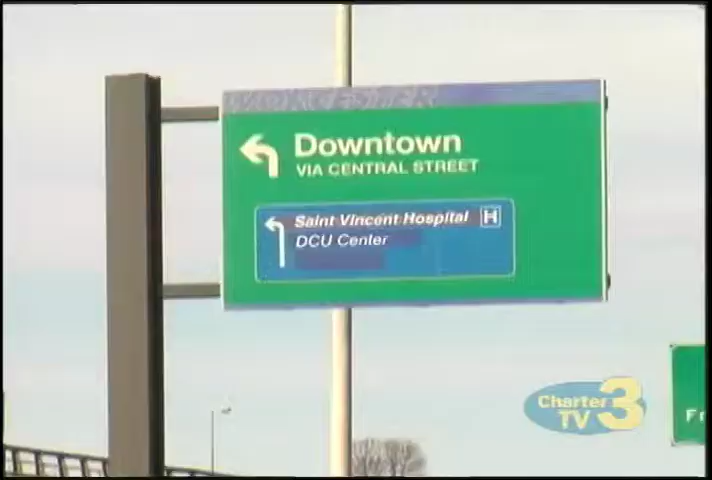 Downtown
VIA CENTRAL STREET
Saint Vincent Hospital H
DCU Center
Charter
TV 3